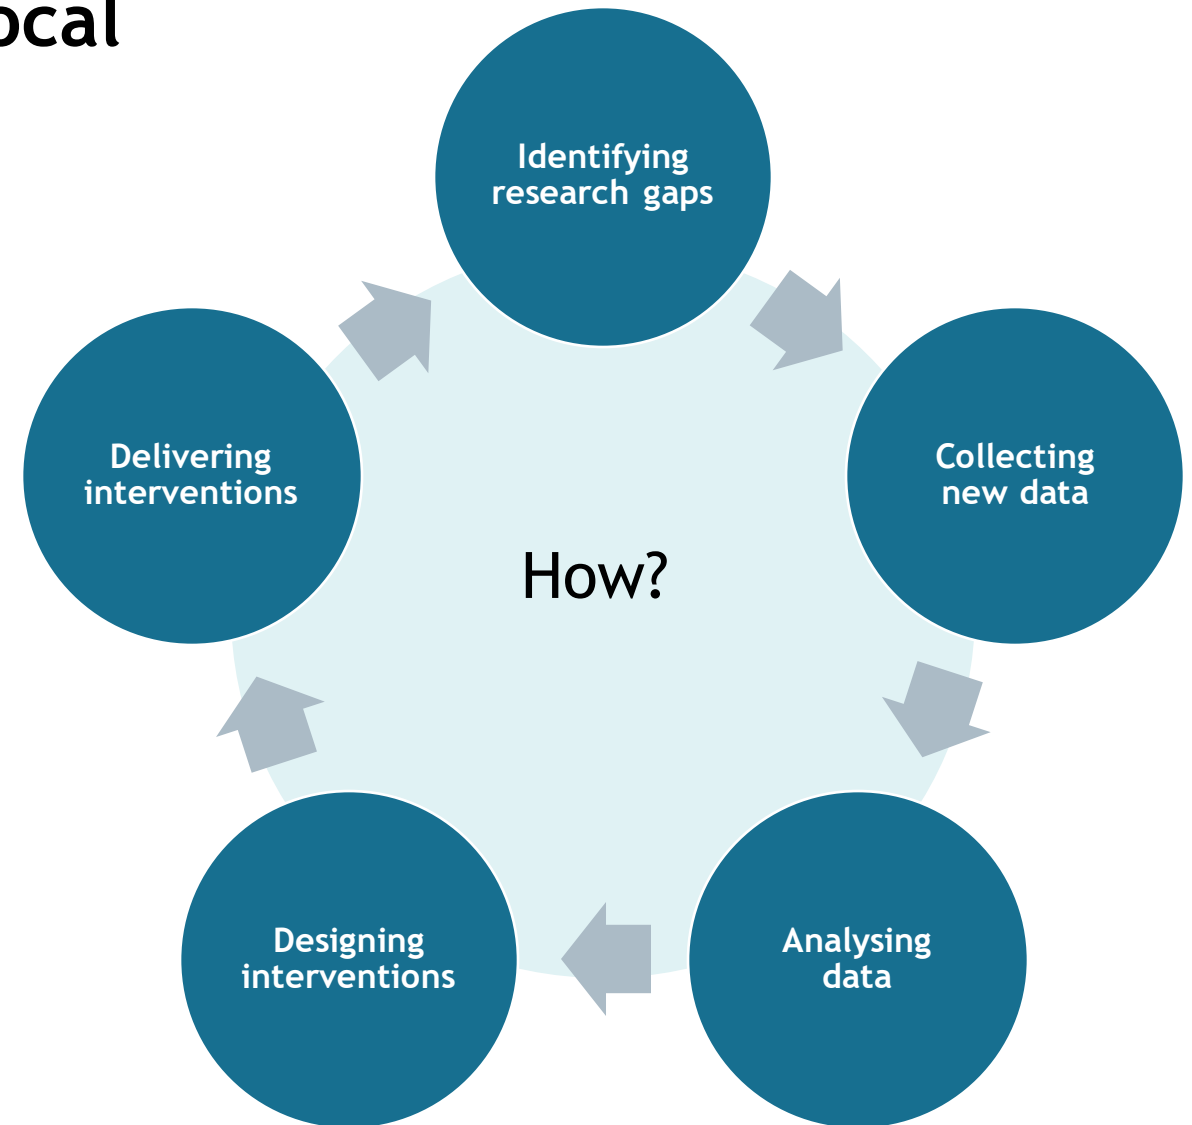 ocal
Identifying
research gaps
Collecting
new data
Analysing
data
Designing
interventions
Delivering
interventions
How?